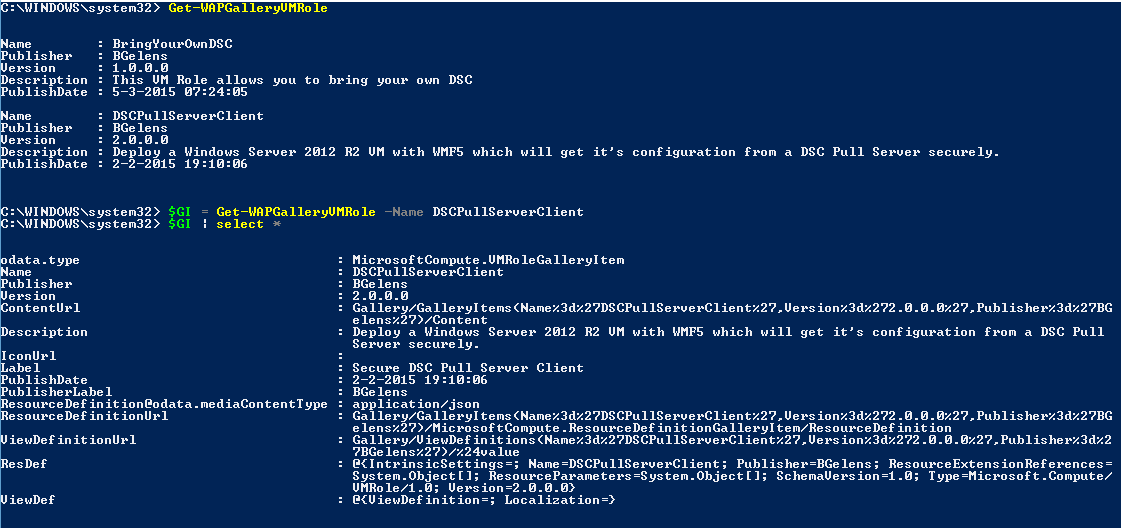 C:\WINDOWS\system32> Get-WAPGalleryVMRole
Name        : BringYourOwnDSC
Publisher   : BGelens
Version     : 1.0.0.0
Description : This VM Role allows you to bring your own DSC
PublishDate : 5-3-2015 07:24:05
Name        : DSCPullServerClient
Publisher   : BGelens
Version     : 2.0.0.0
Description : Deploy a Windows Server 2012 R2 VM with WMF5 which will get it's configuration from a DSC Pull Server securely.
PublishDate : 2-2-2015 19:10:06
C:\WINDOWS\system32> $GI = Get-WAPGalleryVMRole -Name DSCPullServerClient
C:\WINDOWS\system32> $GI | select *
odata.type                               : MicrosoftCompute.VMRoleGalleryItem
Name                                     : DSCPullServerClient
Publisher                                : BGelens
Version                                  : 2.0.0.0
ContentUrl                               : Gallery/GalleryItems(Name%3d%27DSCPullServerClient%27,Version%3d%272.0.0.0%27,Publisher%3d%27BG
elens%27)/Content
Description                              : Deploy a Windows Server 2012 R2 VM with WMF5 which will get it's configuration from a DSC Pull
Server securely.
IconUrl                                  :
Label                                    : Secure DSC Pull Server Client
PublishDate                              : 2-2-2015 19:10:06
PublisherLabel                           : BGelens
ResourceDefinition@odata.mediaContentType : application/json
ResourceDefinitionUrl                    : Gallery/GalleryItems(Name%3d%27DSCPullServerClient%27,Version%3d%272.0.0.0%27,Publisher%3d%27BG
elens%27)/MicrosoftCompute.ResourceDefinitionGalleryItem/ResourceDefinition
ViewDefinitionUrl                        : Gallery/ViewDefinitions(Name%3d%27DSCPullServerClient%27,Version%3d%272.0.0.0%27,Publisher%3d%2
7BGelens%27)/%24value
ResDef                                   : @{IntrinsicSettings=; Name=DSCPullServerClient; Publisher=BGelens; ResourceExtensionReferences=
System.Object[]; ResourceParameters=System.Object[]; SchemaVersion=1.0; Type=Microsoft.Compute/
VMRole/1.0; Version=2.0.0.0}
ViewDef                                  : @{ViewDefinition=; Localization=}